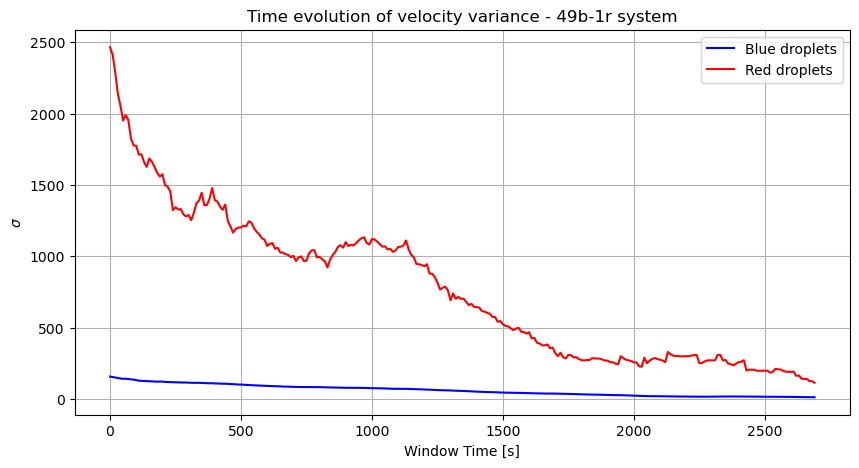 Time evolution of velocity variance - 49b-1r system
Blue droplets
Red droplets
2500
2000
1500
1000
500
0
σ
0 500 1000 1500 2000 2500
Window Time [s]